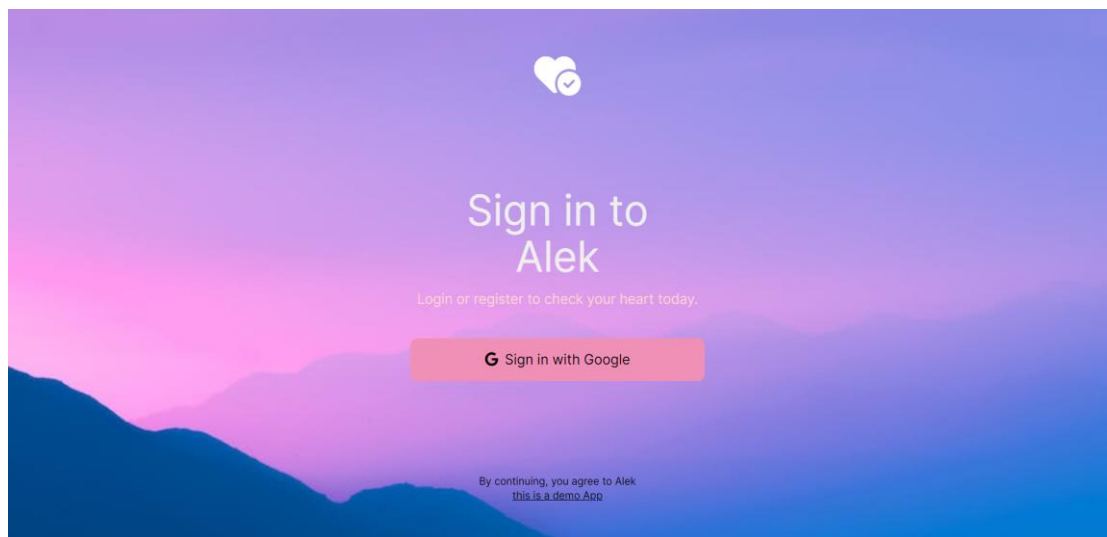 Sign in to
Alek
Login or register to check your heart today.
G Sign in with Google
By continuing, you agree to Alek
this is a demo App